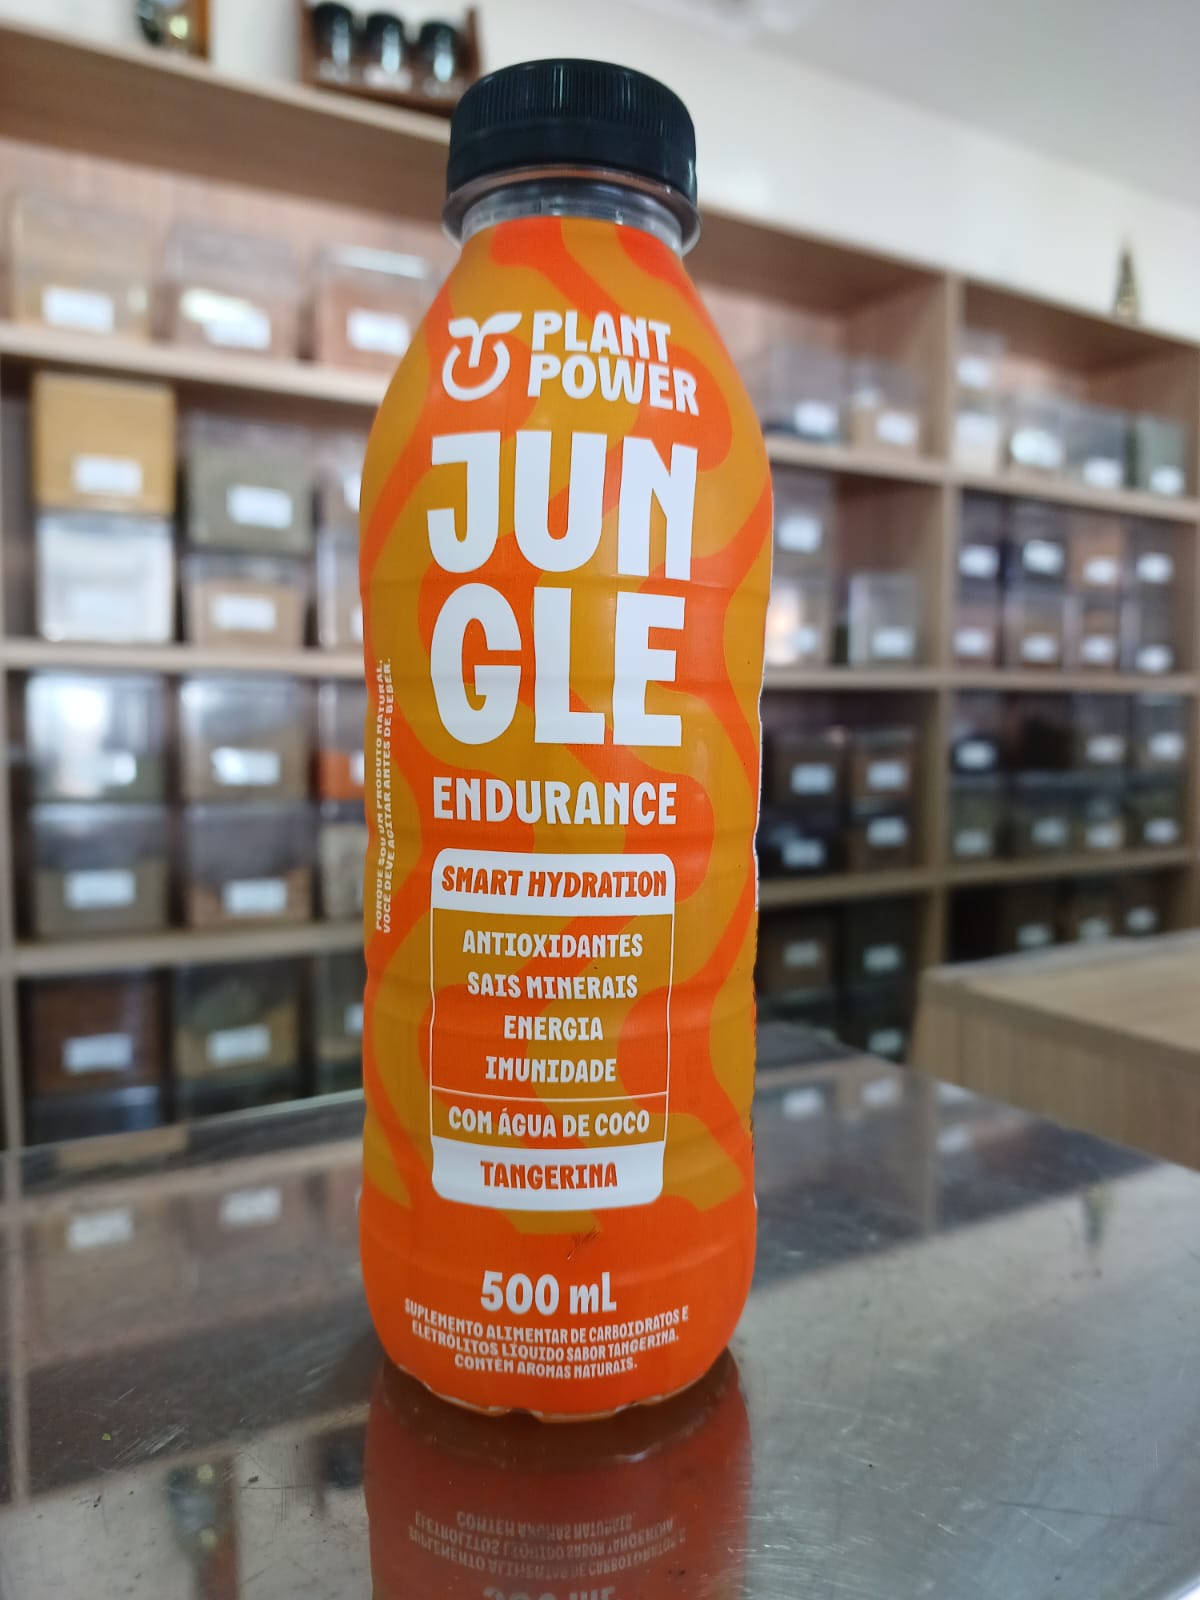 PLANT
POWER
JUN
GLE
ENDURANCE
SMART HYDRATION
ANTIOXIDANTES
SAIS MINERAIS
ENERGIA
IMUNIDADE
COM ÁGUA DE COCO
TANGERINA
500 mL
SUPLEMENTO ALIMENTAR DE CARBOIDRATOS E
ELETRÓLITOS LÍQUIDO SABOR TANGERINA.
CONTÉM AROMAS NATURAIS.
PORQUE SOU UM PRODUTO NATURAL,
VOCÊ DEVE AGITAR ANTES DE BEBER.